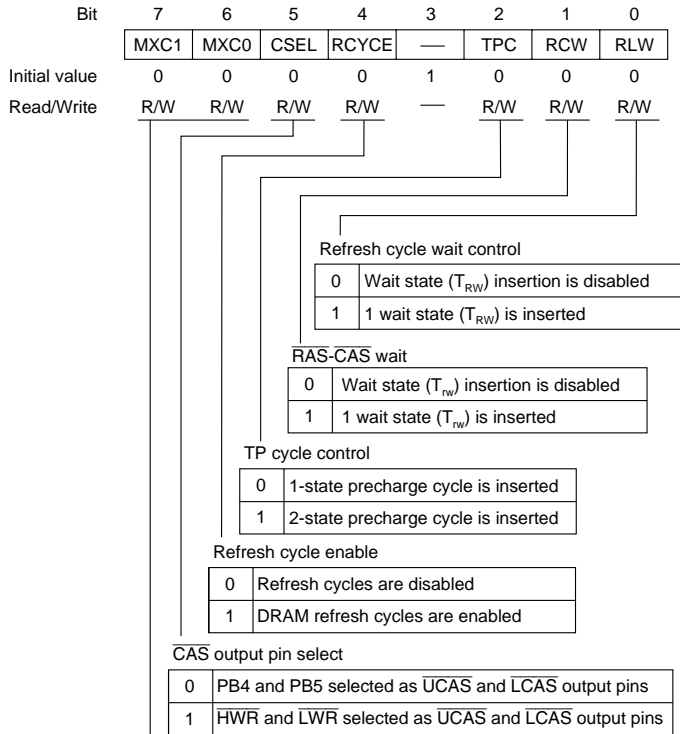 Bit 7 6 5 4 3 2 1 0
MXC1 MXC0 CSEL RCYCE — TPC RCW RLW
Initial value 0 0 0 0 1 0 0 0
Read/Write R/W R/W R/W R/W — R/W R/W R/W
Refresh cycle wait control
0 Wait state (TRW) insertion is disabled
1 1 wait state (TRW) is inserted
RAS-CAS wait
0 Wait state (Trw) insertion is disabled
1 1 wait state (Trw) is inserted
TP cycle control
0 1-state precharge cycle is inserted
1 2-state precharge cycle is inserted
Refresh cycle enable
0 Refresh cycles are disabled
1 DRAM refresh cycles are enabled
CAS output pin select
0 PB4 and PB5 selected as UCAS and LCAS output pins
1 HWR and LWR selected as UCAS and LCAS output pins